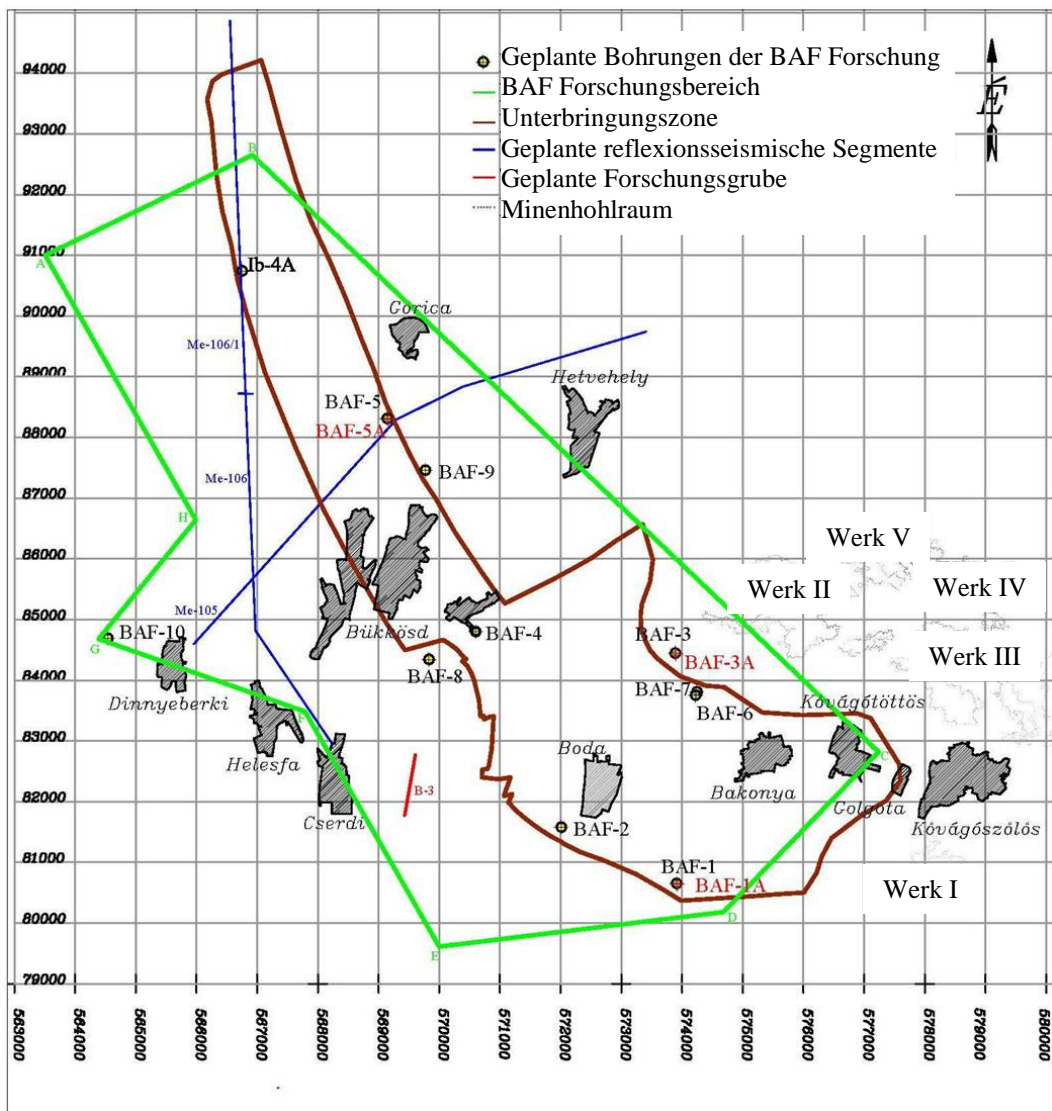 Geplante Bohrungen der BAF Forschung
BAF Forschungsbereich
Unterbringungszone
Geplante reflexionsseismische Segmente
Geplante Forschungsgrube
Minenhohlraum
É
94000
93000
92000
91000
90000
89000
88000
87000
86000
85000
84000
83000
82000
81000
80000
79000
B
A
Ib-4A
Gorica
Me-106/1
Hetvehely
BAF-5
BAF-5A
BAF-9
Me-106
H
Werk V
Werk II
Werk IV
Me-105
Bükkösd
BAF-4
BAF-3
BAF-10
G
BAF-3A
Werk III
BAF-8
BAF-7
BAF-6
Dinnyeberki
F
Kővágótöttös
Helesfa
Boda
C
B-3
Bakonya
Golgota
Cserdi
Kővágószőlős
BAF-2
BAF-1
BAF-1A
Werk I
D
E
563000
564000
565000
566000
567000
568000
569000
570000
571000
572000
573000
574000
575000
576000
577000
578000
579000
580000